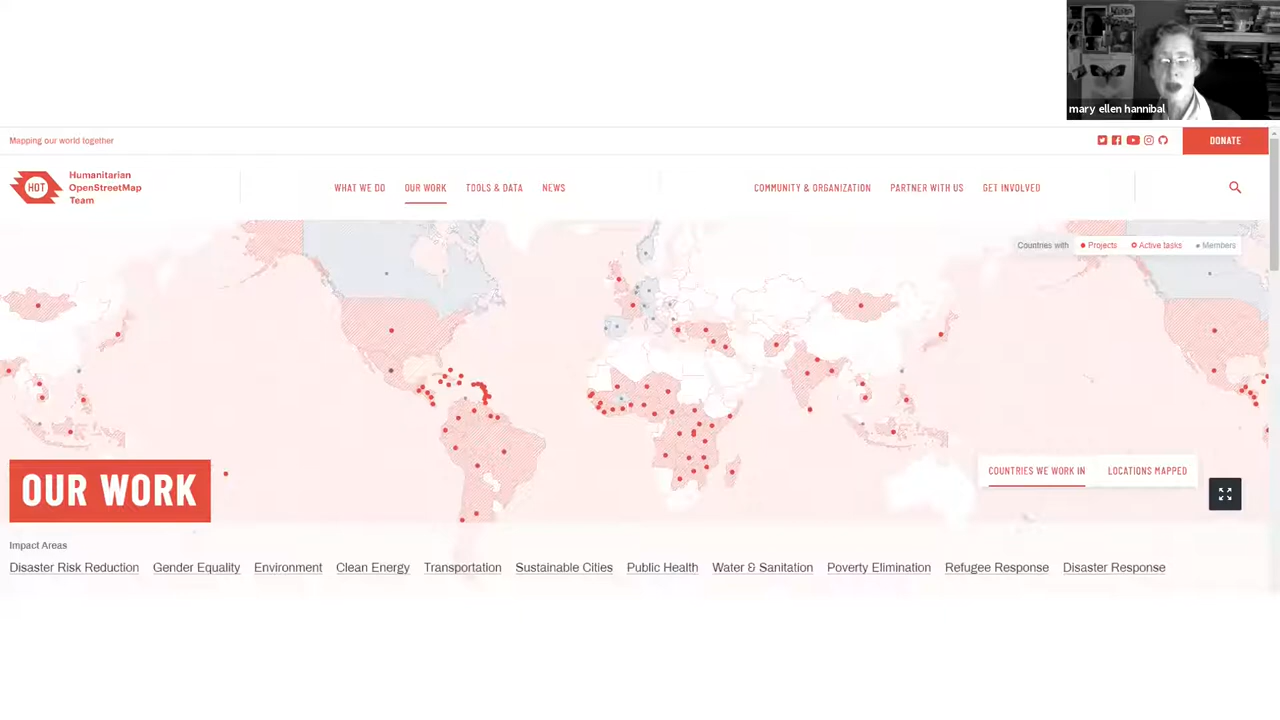 mary ellen hannibal
Mapping our world together
DONATE
HOT
Humanitarian
OpenStreetMap
Team
WHAT WE DO
OUR WORK
TOOLS & DATA
NEWS
COMMUNITY & ORGANIZATION
PARTNER WITH US
GET INVOLVED
Countries with
Projects
Active tasks
Members
COUNTRIES WE WORK IN
LOCATIONS MAPPED
OUR WORK
Impact Areas
Disaster Risk Reduction Gender Equality Environment Clean Energy Transportation Sustainable Cities Public Health Water & Sanitation Poverty Elimination Refugee Response Disaster Response